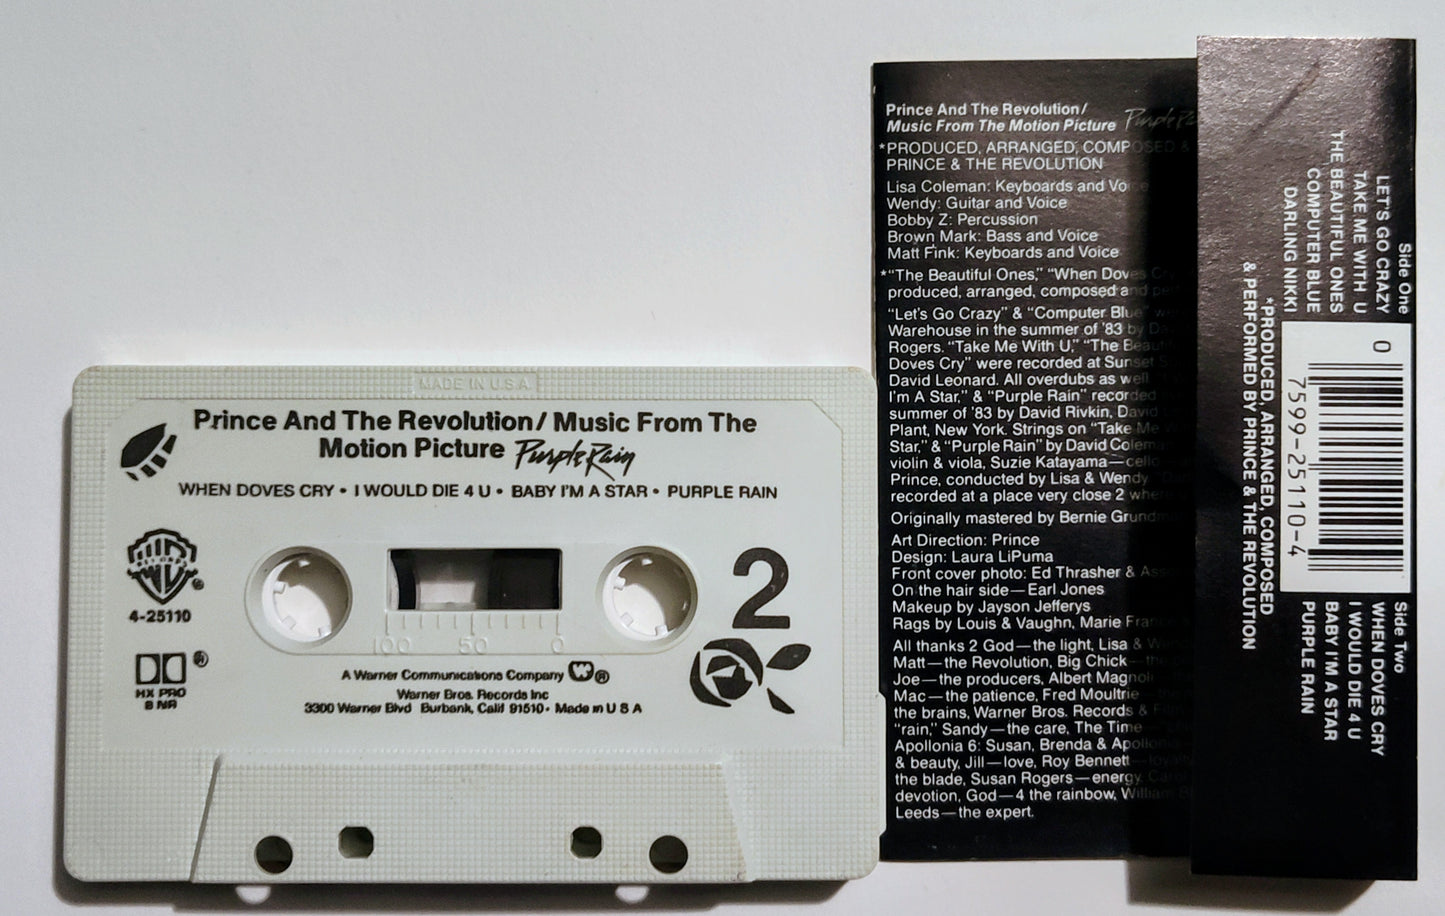 MADE IN U.S.A.
Prince And The Revolution/ Music From The
Motion Picture Purple Rain
WHEN DOVES CRY • I WOULD DIE 4 U • BABY I'M A STAR • PURPLE RAIN
4-25110
2
HX PRO
B NR
100 50 0
A Warner Communications Company
Warner Bros. Records Inc
3300 Warner Blvd Burbank, Calif 91510 • Made in U S A
Prince And The Revolution/
Music From The Motion Picture Purple
*PRODUCED, ARRANGED, COMPOSED &
PRINCE & THE REVOLUTION
Lisa Coleman: Keyboards and
Wendy: Guitar and Voice
Bobby Z: Percussion
Brown Mark: Bass and Voice
Matt Fink: Keyboards and Voice
*"The Beautiful Ones," "When Doves
produced, arranged, composed and
"Let's Go Crazy" & "Computer Blue"
Warehouse in the summer of '83 by
Rogers. "Take Me With U," "The
Doves Cry" were recorded at Sunset
David Leonard. All overdubs as well
I'm A Star," & "Purple Rain"
summer of '83 by David Rivkin, David
Plant, New York. Strings on "Take Me
Star," & "Purple Rain" by David
violin & viola, Suzie Katayama—cello
Prince, conducted by Lisa & Wendy.
recorded at a place very close 2
Originally mastered by Bernie
Art Direction: Prince
Design: Laura LiPuma
Front cover photo: Ed Thrasher &
On the hair side—Earl Jones
Makeup by Jayson Jefferys
Rags by Louis & Vaughn, Marie
All thanks 2 God—the light, Lisa &
Matt—the Revolution, Big Chick—
Joe—the producers, Albert Magnoli
Mac—the patience, Fred Moultrie—
the brains, Warner Bros. Records &
"rain," Sandy—the care, The Time—
Apollonia 6: Susan, Brenda & Apollonia
& beauty, Jill—love, Roy Bennett—
the blade, Susan Rogers—energy,
devotion, God—4 the rainbow, William
Leeds—the expert.
Side One
LET'S GO CRAZY
TAKE ME WITH U
THE BEAUTIFUL ONES
COMPUTER BLUE
DARLING NIKKI
*PRODUCED, ARRANGED, COMPOSED
& PERFORMED BY PRINCE & THE REVOLUTION
0
7599-25110-4
Side Two
WHEN DOVES CRY
I WOULD DIE 4 U
BABY I'M A STAR
PURPLE RAIN